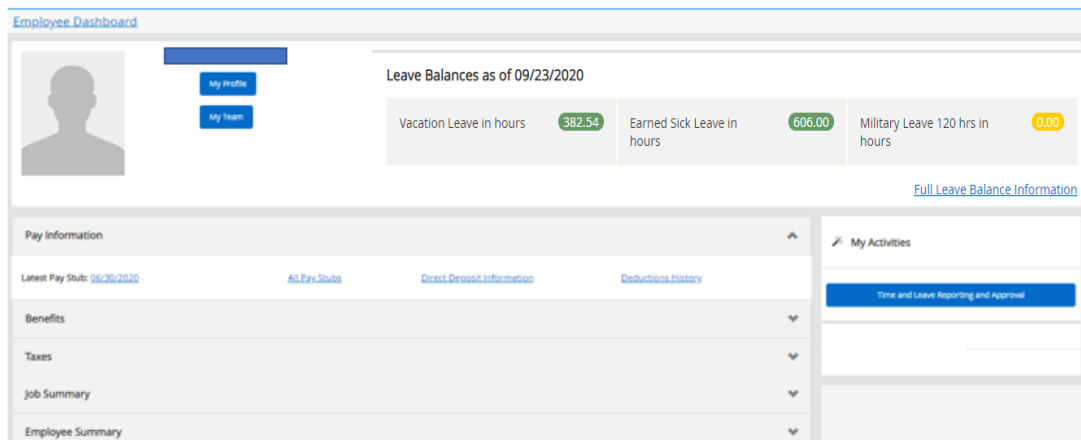 Employee Dashboard
My Profile
My Team
Leave Balances as of 09/23/2020
Vacation Leave in hours 382.54
Earned Sick Leave in hours 606.00
Military Leave 120 hrs in hours 0.00
Full Leave Balance Information
Pay Information
Latest Pay Stub: 06/30/2020 All Pay Stubs Direct Deposit Information Deductions History
Benefits
Taxes
Job Summary
Employee Summary
My Activities
Time and Leave Reporting and Approval